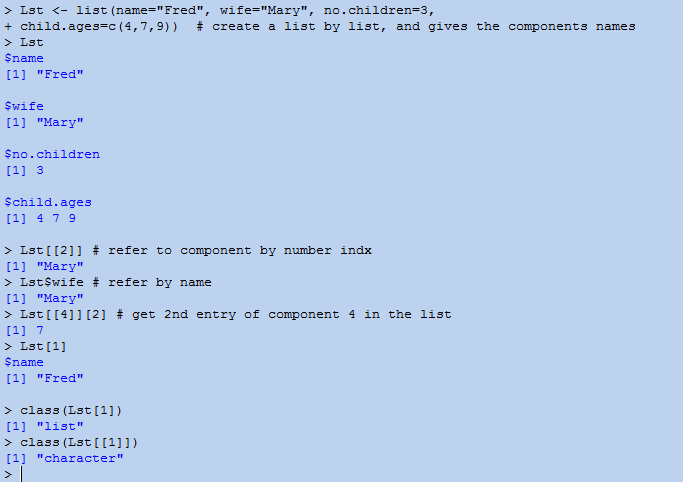 > Lst <- list(name="Fred", wife="Mary", no.children=3,
+ child.ages=c(4,7,9))  # create a list by list, and gives the components names
> Lst
$name
[1] "Fred"

$wife
[1] "Mary"

$no.children
[1] 3

$child.ages
[1] 4 7 9

> Lst[[2]] # refer to component by number indx
[1] "Mary"
> Lst$wife # refer by name
[1] "Mary"
> Lst[[4]][2] # get 2nd entry of component 4 in the list
[1] 7
> Lst[1]
$name
[1] "Fred"

> class(Lst[1])
[1] "list"
> class(Lst[[1]])
[1] "character"
>